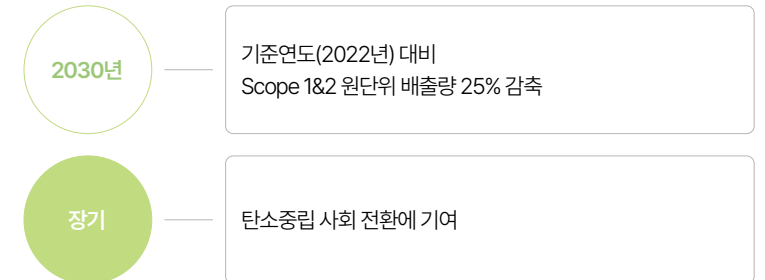 2030년
기준연도(2022년) 대비
Scope 1&2 원단위 배출량 25% 감축
장기
탄소중립 사회 전환에 기여